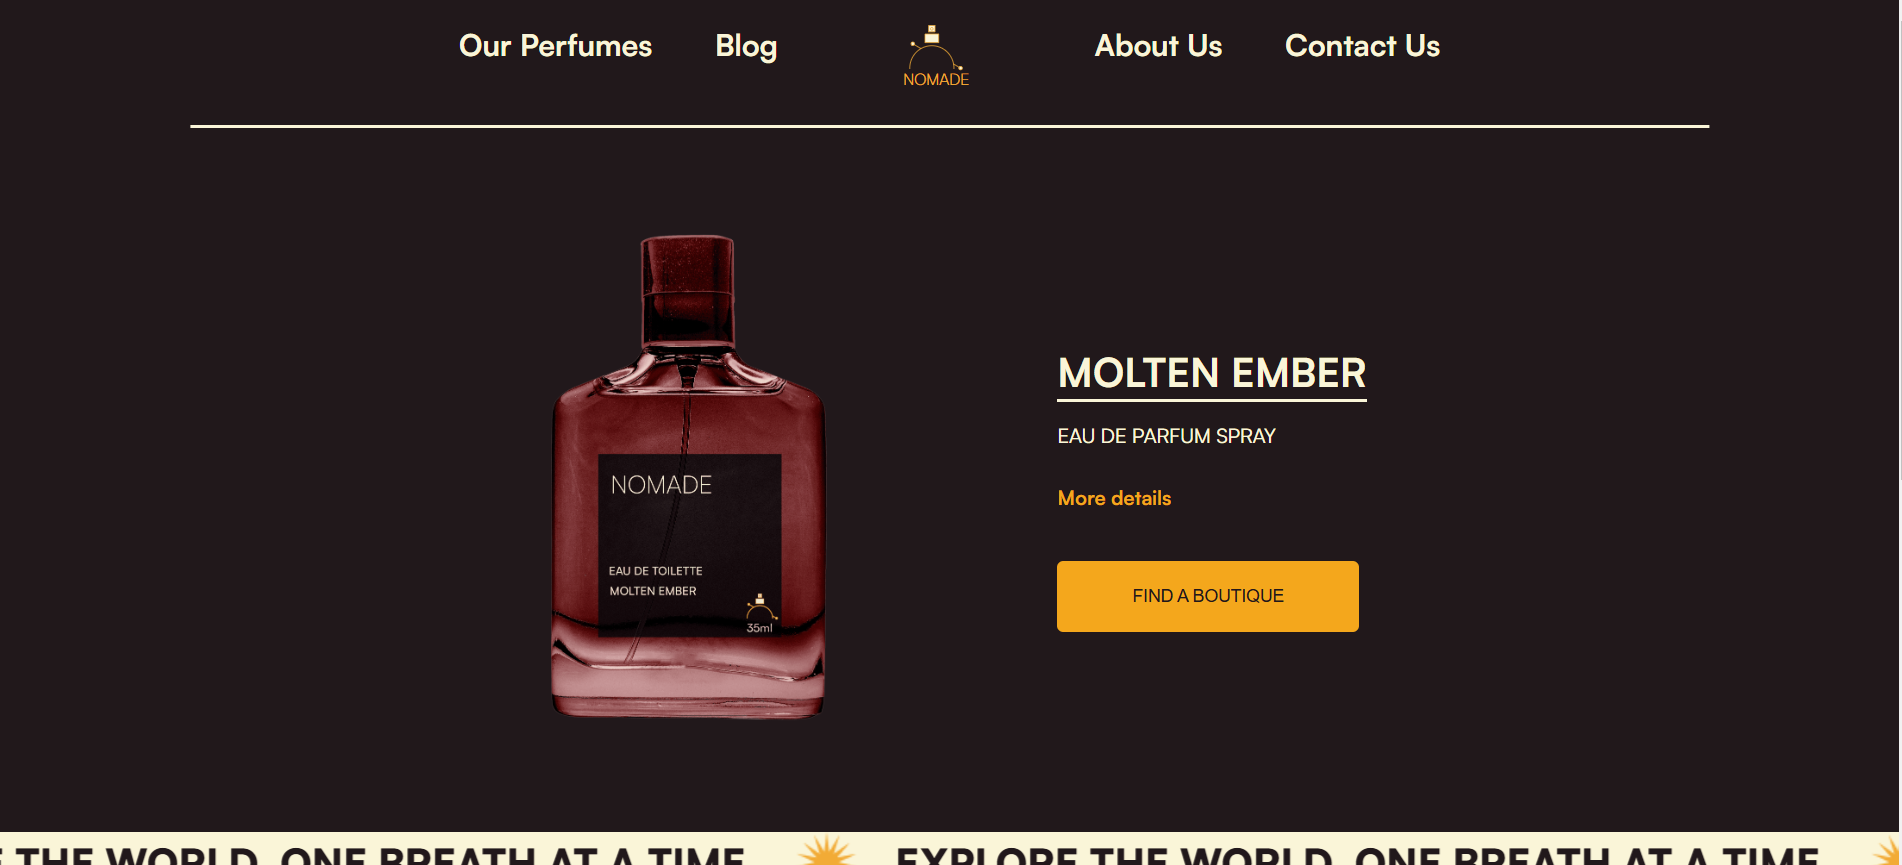 Our Perfumes
Blog
NOMADE
About Us
Contact Us
NOMADE
EAU DE TOILETTE
MOLTEN EMBER
35ml
MOLTEN EMBER
EAU DE PARFUM SPRAY
More details
FIND A BOUTIQUE
THE WORLD, ONE BREATH AT A TIME
EXPLORE THE WORLD, ONE BREATH AT A TIME